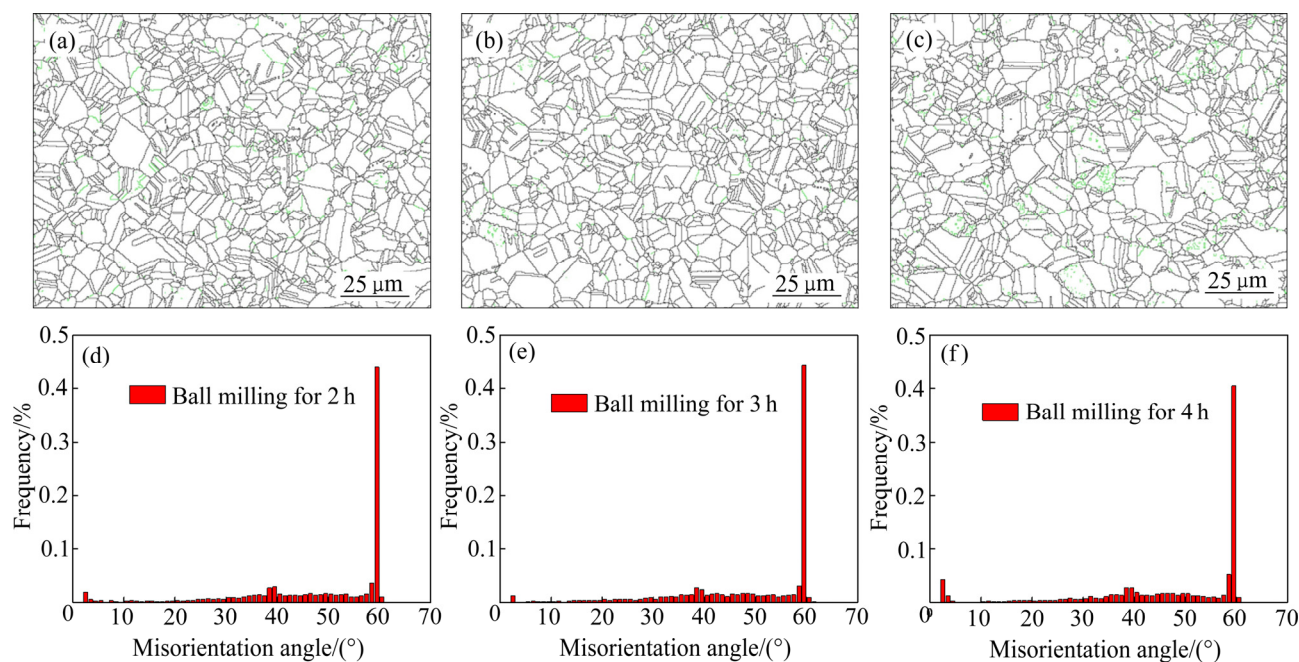 (a)
25 μm
(b)
25 μm
(c)
25 μm
(d)
Ball milling for 2 h
Frequency/%
0.5
0.4
0.3
0.2
0.1
0 10 20 30 40 50 60 70
Misorientation angle/(°)
(e)
Ball milling for 3 h
Frequency/%
0.5
0.4
0.3
0.2
0.1
0 10 20 30 40 50 60 70
Misorientation angle/(°)
(f)
Ball milling for 4 h
Frequency/%
0.5
0.4
0.3
0.2
0.1
0 10 20 30 40 50 60 70
Misorientation angle/(°)